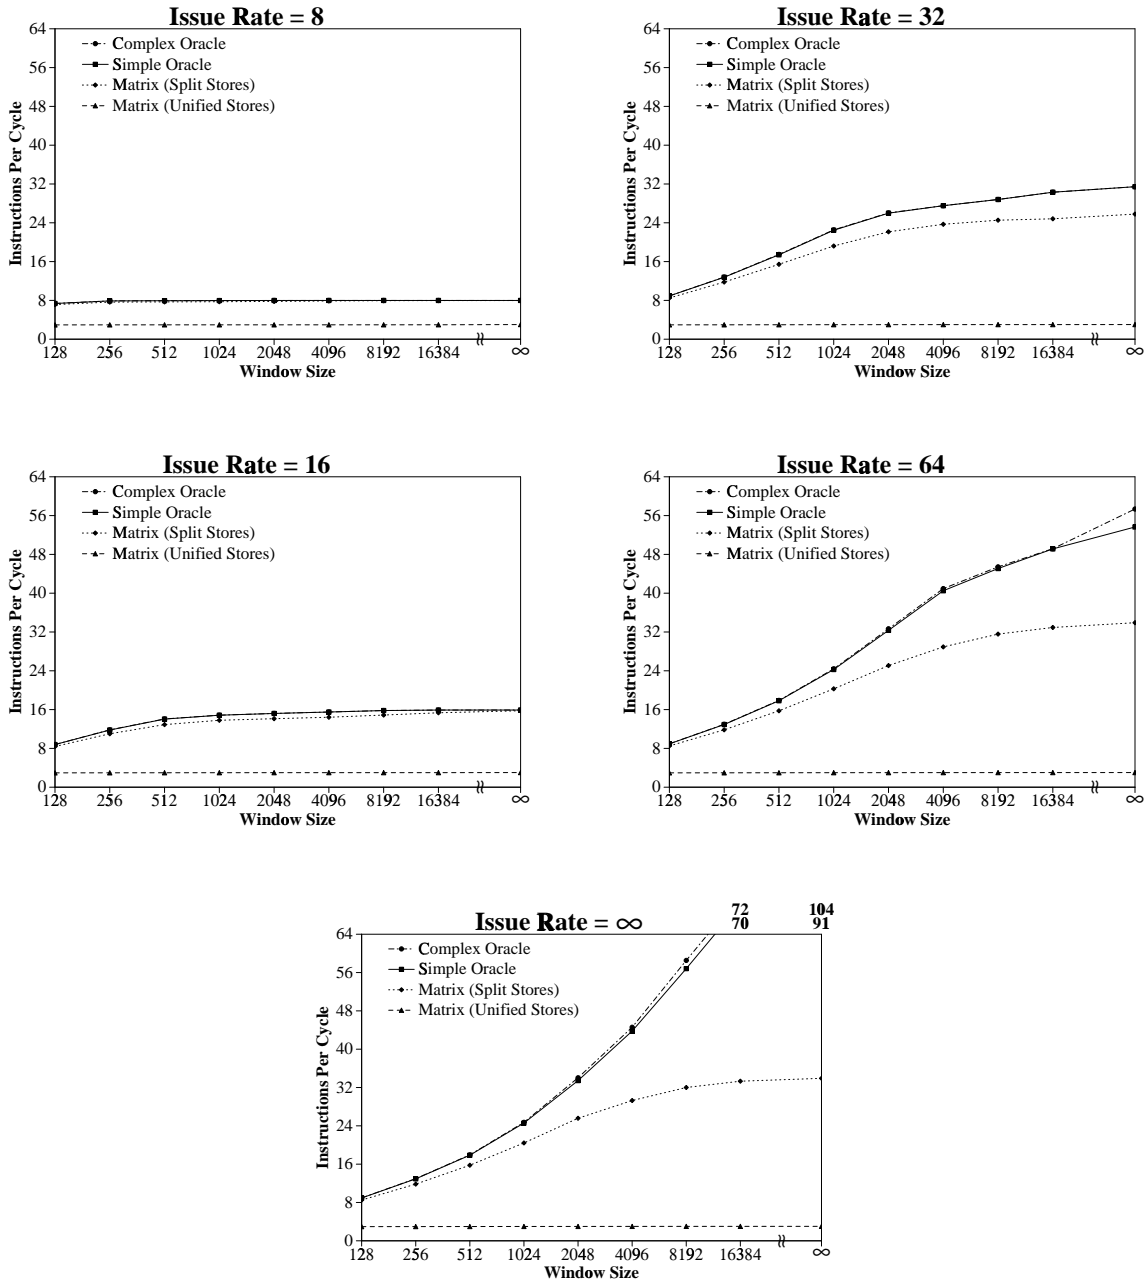 Issue Rate = 8
64
56
48
40
32
24
16
8
0
Instructions Per Cycle
Complex Oracle
Simple Oracle
Matrix (Split Stores)
Matrix (Unified Stores)
128 256 512 1024 2048 4096 8192 16384 ∞
Window Size
Issue Rate = 32
64
56
48
40
32
24
16
8
0
Instructions Per Cycle
Complex Oracle
Simple Oracle
Matrix (Split Stores)
Matrix (Unified Stores)
128 256 512 1024 2048 4096 8192 16384 ∞
Window Size
Issue Rate = 16
64
56
48
40
32
24
16
8
0
Instructions Per Cycle
Complex Oracle
Simple Oracle
Matrix (Split Stores)
Matrix (Unified Stores)
128 256 512 1024 2048 4096 8192 16384 ∞
Window Size
Issue Rate = 64
64
56
48
40
32
24
16
8
0
Instructions Per Cycle
Complex Oracle
Simple Oracle
Matrix (Split Stores)
Matrix (Unified Stores)
128 256 512 1024 2048 4096 8192 16384 ∞
Window Size
Issue Rate = ∞
72 104
70 91
64
56
48
40
32
24
16
8
0
Instructions Per Cycle
Complex Oracle
Simple Oracle
Matrix (Split Stores)
Matrix (Unified Stores)
128 256 512 1024 2048 4096 8192 16384 ∞
Window Size